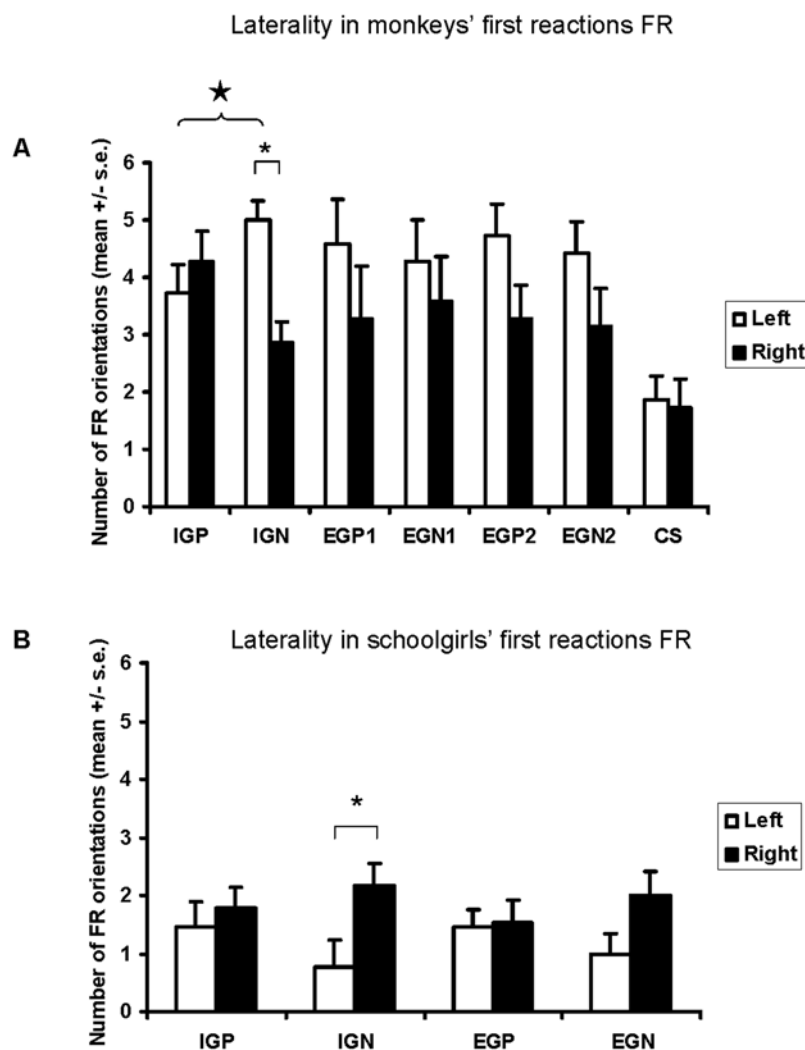 Laterality in monkeys' first reactions FR
★
A
*
Number of FR orientations (mean +/- s.e.)
6
5
4
3
2
1
0
Left
Right
IGP IGN EGP1 EGN1 EGP2 EGN2 CS
B
Laterality in schoolgirls' first reactions FR
*
Number of FR orientations (mean +/- s.e.)
6
5
4
3
2
1
0
Left
Right
IGP IGN EGP EGN